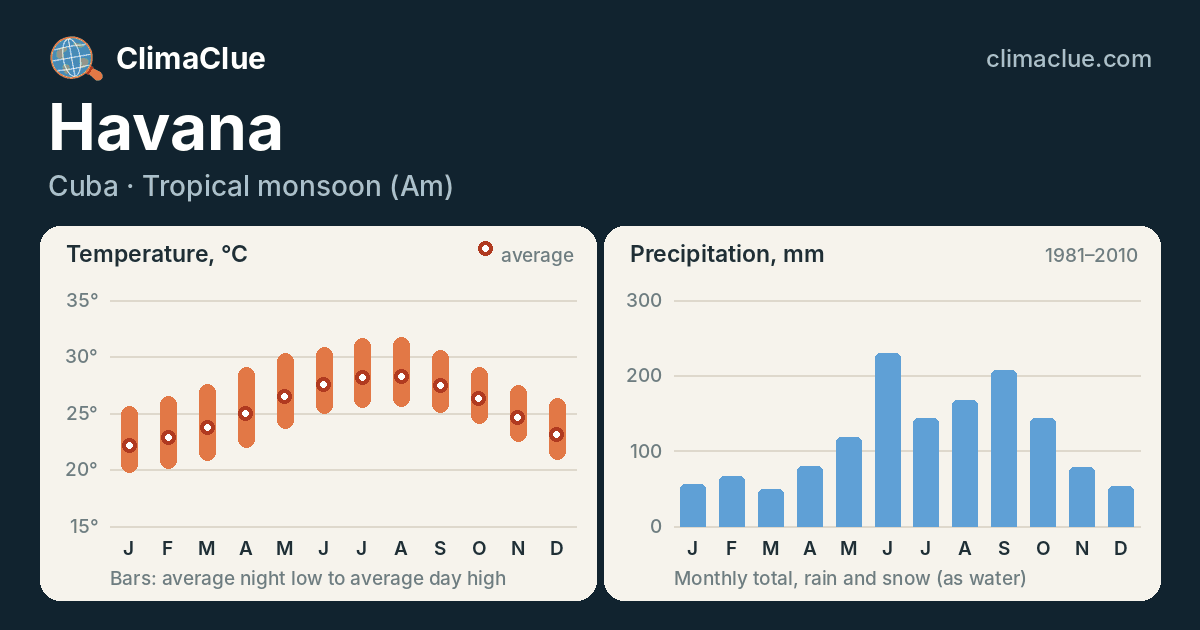 ClimaClue
climaclue.com
Havana
Cuba · Tropical monsoon (Am)
Temperature, °C
average
35°
30°
25°
20°
15°
J F M A M J J A S O N D
Bars: average night low to average day high
Precipitation, mm
1981–2010
300
200
100
0
J F M A M J J A S O N D
Monthly total, rain and snow (as water)